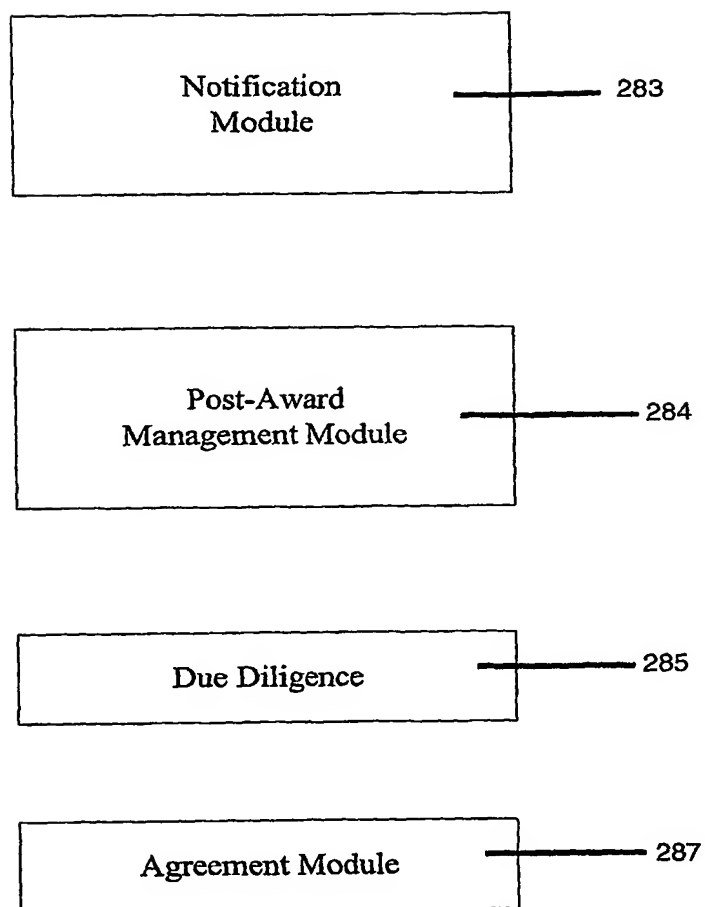 Notification
Module
283
Post-Award
Management Module
284
Due Diligence
285
Agreement Module
287